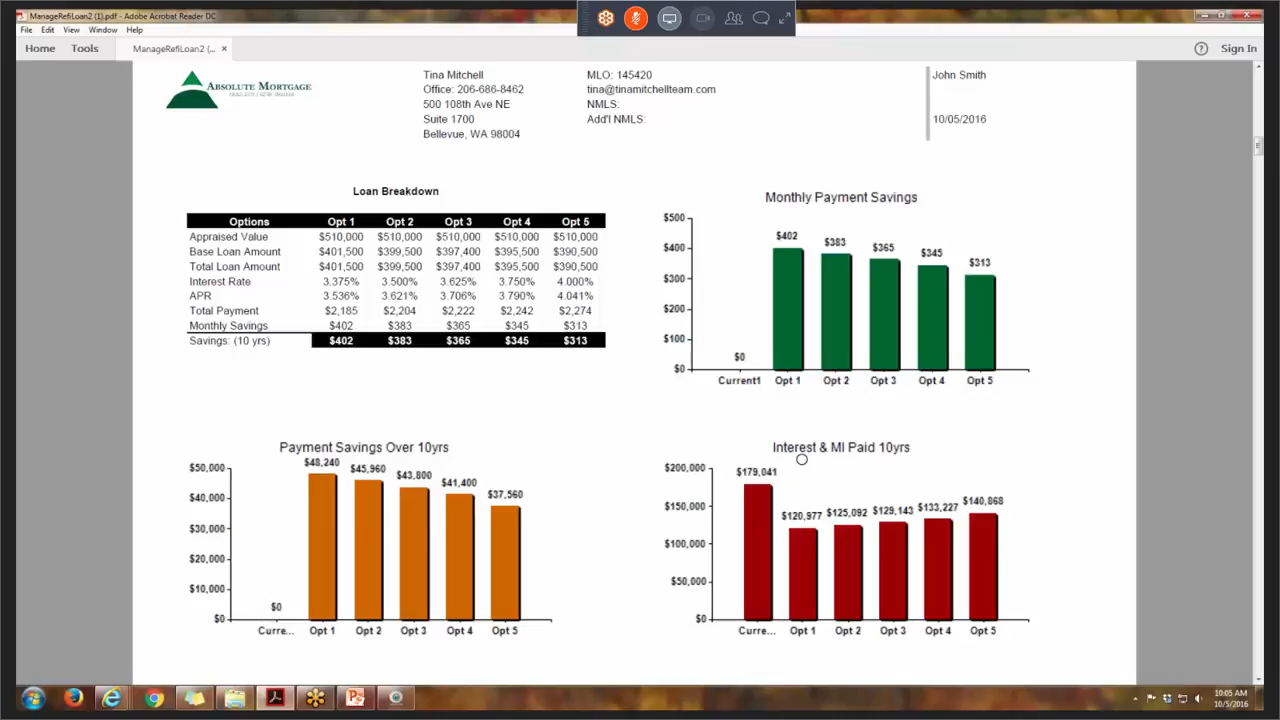 ManageRefiLoan2 (1).pdf - Adobe Acrobat Reader DC
File Edit View Window Help
Home Tools ManageRefiLoan2 (... × Sign In
ABSOLUTE MORTGAGE
Tina Mitchell
Office: 206-686-8462
500 108th Ave NE
Suite 1700
Bellevue, WA 98004
MLO: 145420
tina@tinamitchellteam.com
NMLS:
Add'l NMLS:
John Smith
10/05/2016
Loan Breakdown
Options Opt 1 Opt 2 Opt 3 Opt 4 Opt 5
Appraised Value $510,000 $510,000 $510,000 $510,000 $510,000
Base Loan Amount $401,500 $399,500 $397,400 $395,500 $390,500
Total Loan Amount $401,500 $399,500 $397,400 $395,500 $390,500
Interest Rate 3.375% 3.500% 3.625% 3.750% 4.000%
APR 3.536% 3.621% 3.706% 3.790% 4.041%
Total Payment $2,185 $2,204 $2,222 $2,242 $2,274
Monthly Savings $402 $383 $365 $345 $313
Savings: (10 yrs) $402 $383 $365 $345 $313
Monthly Payment Savings
$500
$400
$300
$200
$100
$0
$0 $402 $383 $365 $345 $313
Current1 Opt 1 Opt 2 Opt 3 Opt 4 Opt 5
Payment Savings Over 10yrs
$50,000
$40,000
$30,000
$20,000
$10,000
$0
$0 $48,240 $45,960 $43,800 $41,400 $37,560
Curre... Opt 1 Opt 2 Opt 3 Opt 4 Opt 5
Interest & MI Paid 10yrs
$200,000
$150,000
$100,000
$50,000
$0
$179,041 $120,977 $125,092 $129,143 $133,227 $140,868
Curre... Opt 1 Opt 2 Opt 3 Opt 4 Opt 5
10:05 AM
10/5/2016